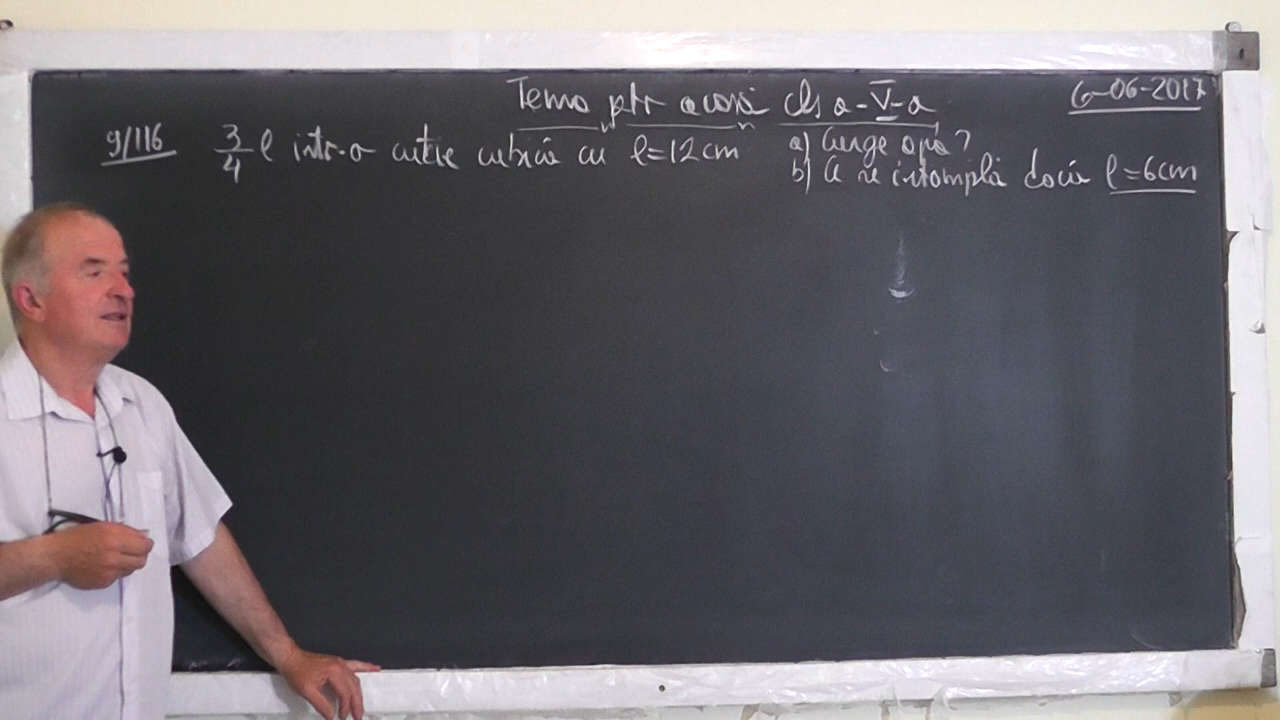 Tema ptr acasă cls a-V-a
6-06-2017
9/116 3/4 l într-o cutie cubică cu l=12cm a) Curge apa?
b) Ce se întâmplă dacă l=6cm